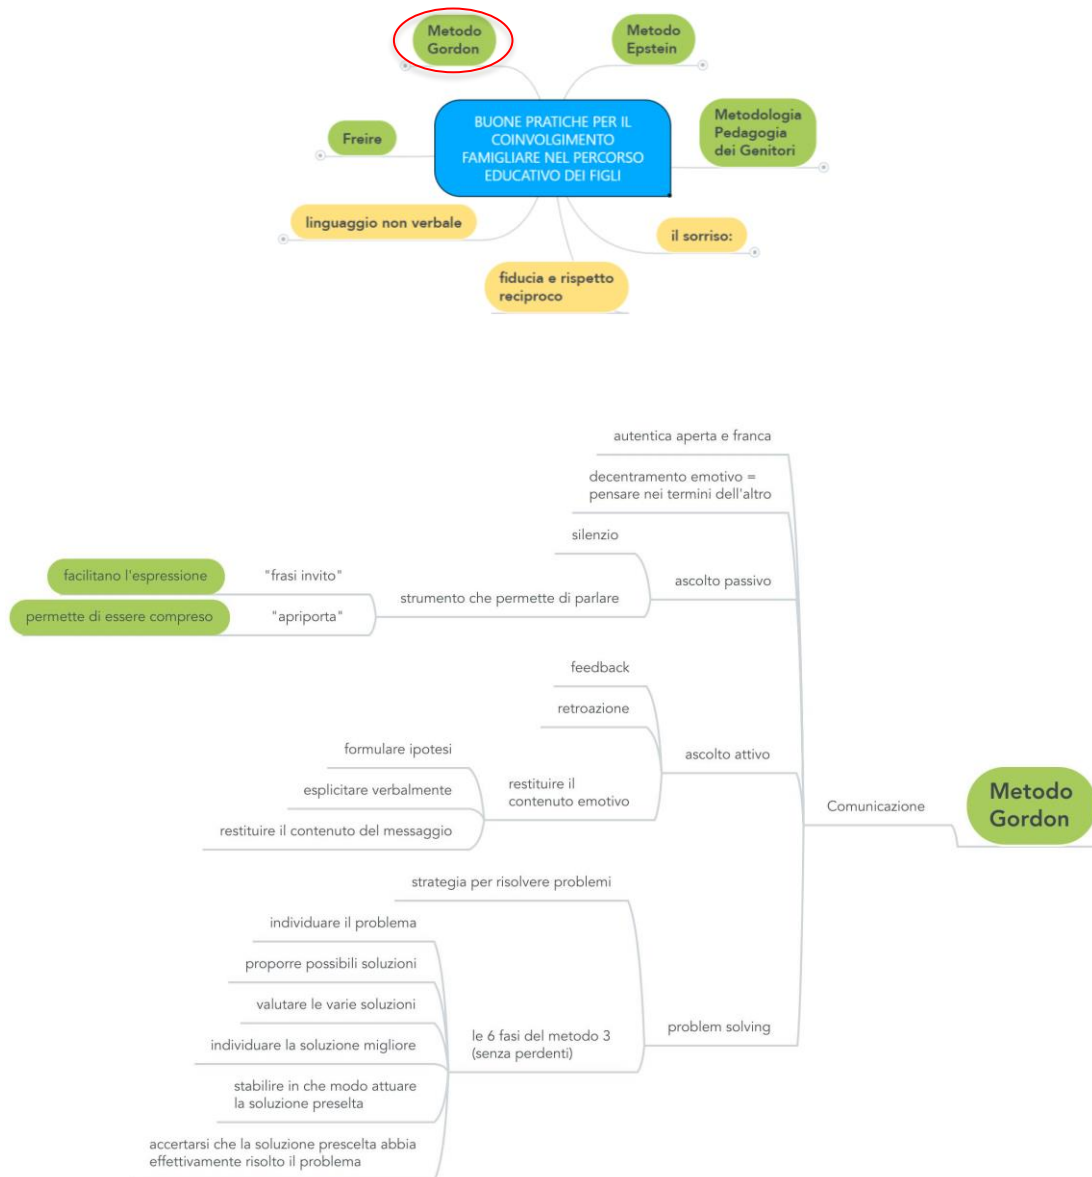 Metodo
Gordon
Metodo
Epstein
BUONE PRATICHE PER IL
COINVOLGIMENTO
FAMIGLIARE NEL PERCORSO
EDUCATIVO DEI FIGLI
Metodologia
Pedagogia
dei Genitori
Freire
linguaggio non verbale
il sorriso:
fiducia e rispetto
reciproco
autentica aperta e franca
decentramento emotivo =
pensare nei termini dell'altro
silenzio
ascolto passivo
facilitano l'espressione
"frasi invito"
strumento che permette di parlare
permette di essere compreso
"apriporta"
feedback
retroazione
ascolto attivo
formulare ipotesi
esplicitare verbalmente
restituire il
contenuto emotivo
restituire il contenuto del messaggio
Comunicazione
Metodo
Gordon
strategia per risolvere problemi
individuare il problema
proporre possibili soluzioni
valutare le varie soluzioni
individuare la soluzione migliore
le 6 fasi del metodo 3
(senza perdenti)
problem solving
stabilire in che modo attuare
la soluzione preselta
accertarsi che la soluzione prescelta abbia
effettivamente risolto il problema